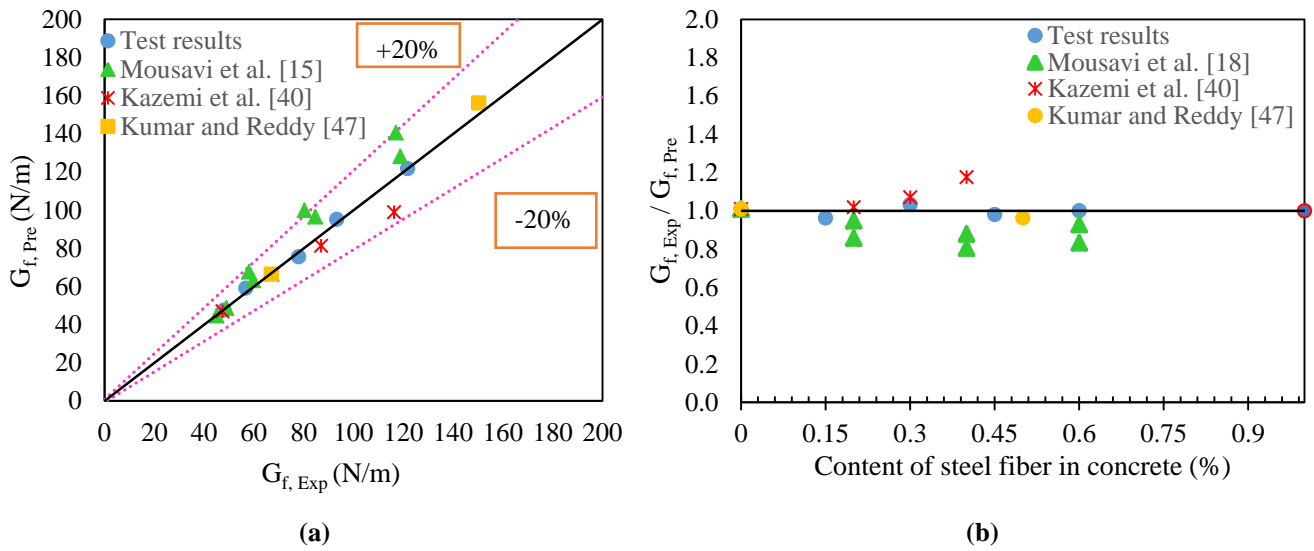 200
180
160
140
120
100
80
60
40
20
0
G_f, Pre (N/m)
Test results
Mousavi et al. [15]
Kazemi et al. [40]
Kumar and Reddy [47]
+20%
-20%
0 20 40 60 80 100 120 140 160 180 200
G_f, Exp (N/m)
(a)
2.0
1.8
1.6
1.4
1.2
1.0
0.8
0.6
0.4
0.2
0.0
G_f,Exp / G_f,Pre
Test results
Mousavi et al. [18]
Kazemi et al. [40]
Kumar and Reddy [47]
0 0.15 0.3 0.45 0.6 0.75 0.9
Content of steel fiber in concrete (%)
(b)